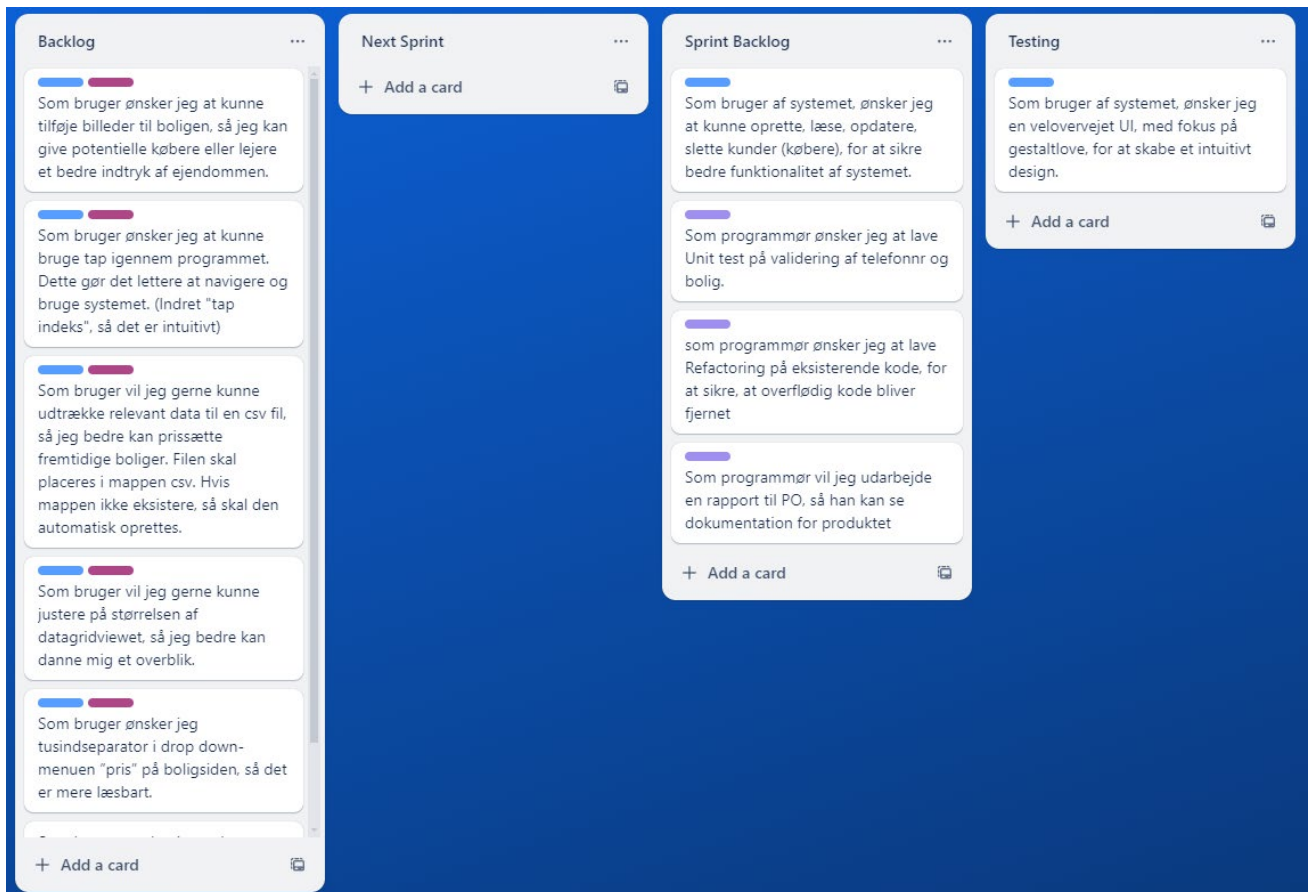 Backlog
Som bruger ønsker jeg at kunne
tilføje billeder til boligen, så jeg kan
give potentielle købere eller lejere
et bedre indtryk af ejendommen.
Som bruger ønsker jeg at kunne
bruge tap igennem programmet.
Dette gør det lettere at navigere og
bruge systemet. (Indret "tap
indeks", så det er intuitivt)
Som bruger vil jeg gerne kunne
udtrække relevant data til en csv fil,
så jeg bedre kan prissætte
fremtidige boliger. Filen skal
placeres i mappen csv. Hvis
mappen ikke eksistere, så skal den
automatisk oprettes.
Som bruger vil jeg gerne kunne
justere på størrelsen af
datagridviewet, så jeg bedre kan
danne mig et overblik.
Som bruger ønsker jeg
tusindseparator i drop down-
menuen "pris" på boligsiden, så det
er mere læsbart.
+ Add a card
Next Sprint
+ Add a card
Sprint Backlog
Som bruger af systemet, ønsker jeg
at kunne oprette, læse, opdatere,
slette kunder (købere), for at sikre
bedre funktionalitet af systemet.
Som programmør ønsker jeg at lave
Unit test på validering af telefonnr og
bolig.
som programmør ønsker jeg at lave
Refactoring på eksisterende kode, for
at sikre, at overflødig kode bliver
fjernet
Som programmør vil jeg udarbejde
en rapport til PO, så han kan se
dokumentation for produktet
+ Add a card
Testing
Som bruger af systemet, ønsker jeg
en velovervejet UI, med fokus på
gestaltlove, for at skabe et intuitivt
design.
+ Add a card